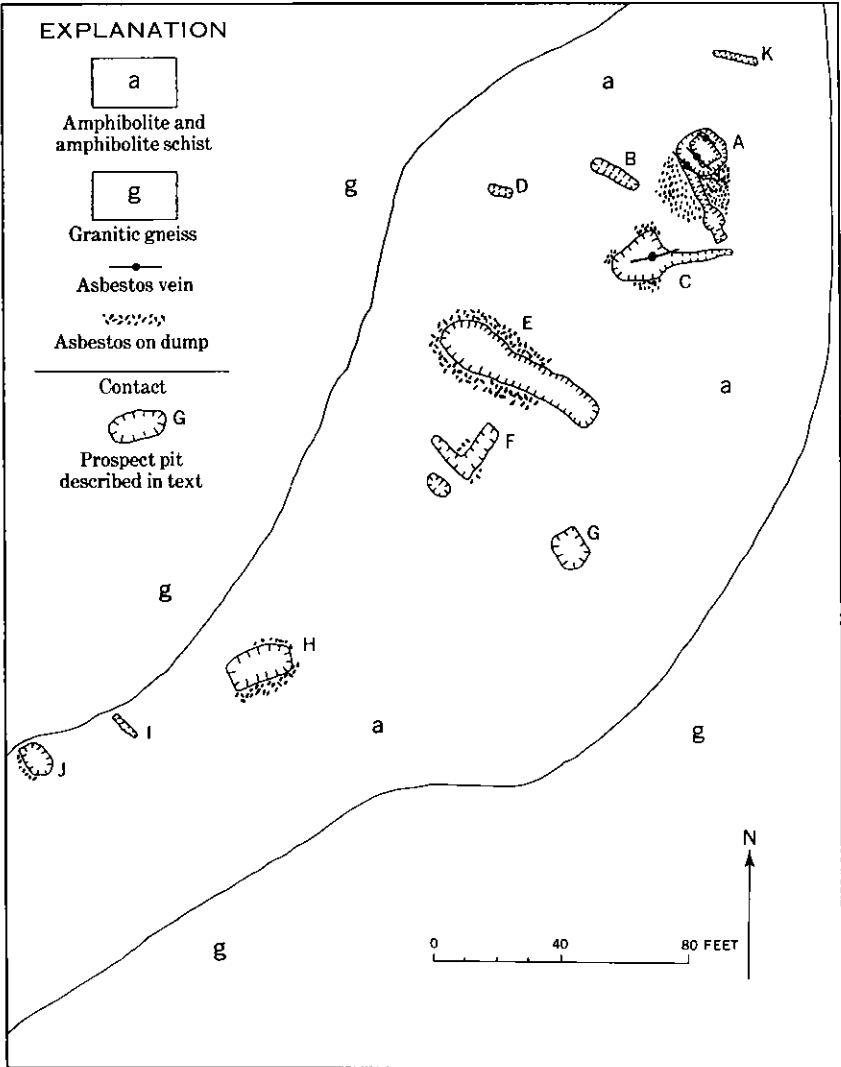 EXPLANATION
a
Amphibolite and
amphibolite schist
g
Granitic gneiss
Asbestos vein
Asbestos on dump
Contact
G
Prospect pit
described in text
K
a
A
B
g
D
C
E
a
F
G
g
H
I
a
g
J
N
g
0 40 80 FEET